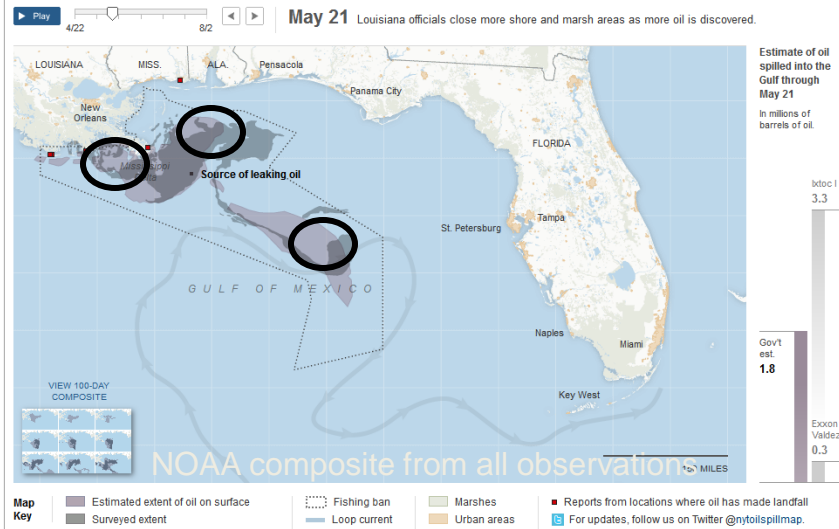 Play
4/22
8/2
May 21 Louisiana officials close more shore and marsh areas as more oil is discovered.
LOUISIANA
MISS.
ALA.
Pensacola
Panama City
New
Orleans
FLORIDA
Mississippi
Source of leaking oil
St. Petersburg
Tampa
GULF OF MEXICO
Naples
Miami
Key West
VIEW 100-DAY
COMPOSITE
NOAA composite from all observations
MILES
Estimate of oil
spilled into the
Gulf through
May 21
In millions of
barrels of oil.
Ixtoc I
3.3
Gov't
est.
1.8
Exxon
Valdez
0.3
Map
Key
Estimated extent of oil on surface
Surveyed extent
Fishing ban
Loop current
Marshes
Urban areas
Reports from locations where oil has made landfall
For updates, follow us on Twitter @nytoilspillmap.